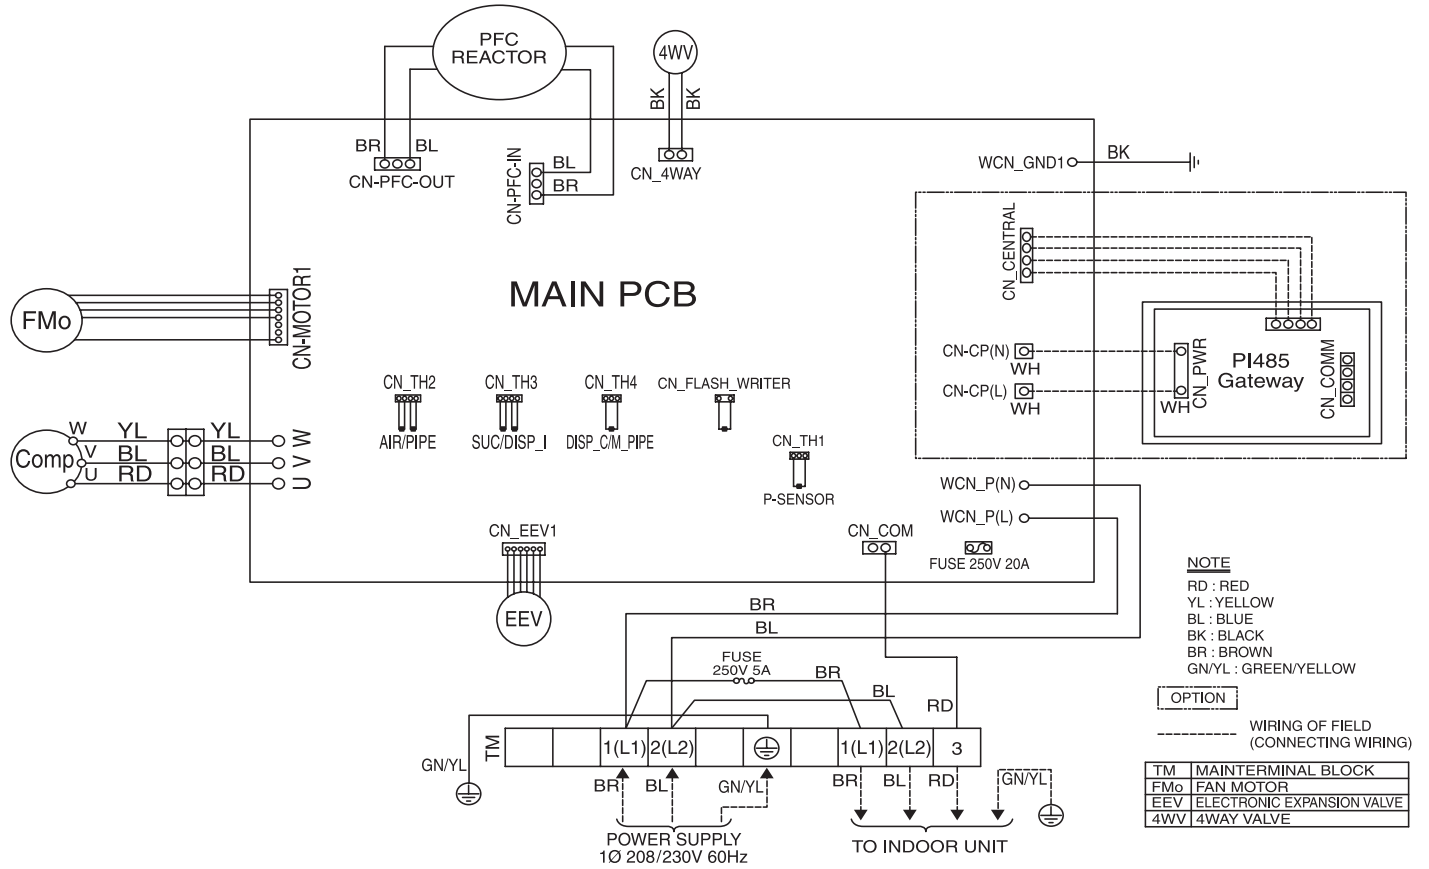 PFC
REACTOR
4WV
BK
BK
BR
BL
CN-PFC-OUT
CN-PFC-IN
BL
BR
CN_4WAY
WCN_GND1
BK
CN_CENTRAL
MAIN PCB
FMo
CN-MOTOR1
CN-CP(N)
WH
CN-CP(L)
WH
CN_PWR
WH
PI485
Gateway
CN_COMM
CN_TH2
AIR/PIPE
CN_TH3
SUC/DISP_I
CN_TH4
DISP_C/M_PIPE
CN_FLASH_WRITER
CN_TH1
P-SENSOR
Comp
W
V
U
YL
BL
RD
YL
BL
RD
W
V
U
WCN_P(N)
WCN_P(L)
CN_EEV1
EEV
CN_COM
FUSE 250V 20A
BR
BL
FUSE
250V 5A
BR
BL
RD
GN/YL
TM
1(L1)
2(L2)
1(L1)
2(L2)
3
BR
BL
GN/YL
BR
BL
RD
GN/YL
POWER SUPPLY
1Ø 208/230V 60Hz
TO INDOOR UNIT
NOTE
RD : RED
YL : YELLOW
BL : BLUE
BK : BLACK
BR : BROWN
GN/YL : GREEN/YELLOW
OPTION
WIRING OF FIELD
(CONNECTING WIRING)
TM MAINTERMINAL BLOCK
FMo FAN MOTOR
EEV ELECTRONIC EXPANSION VALVE
4WV 4WAY VALVE